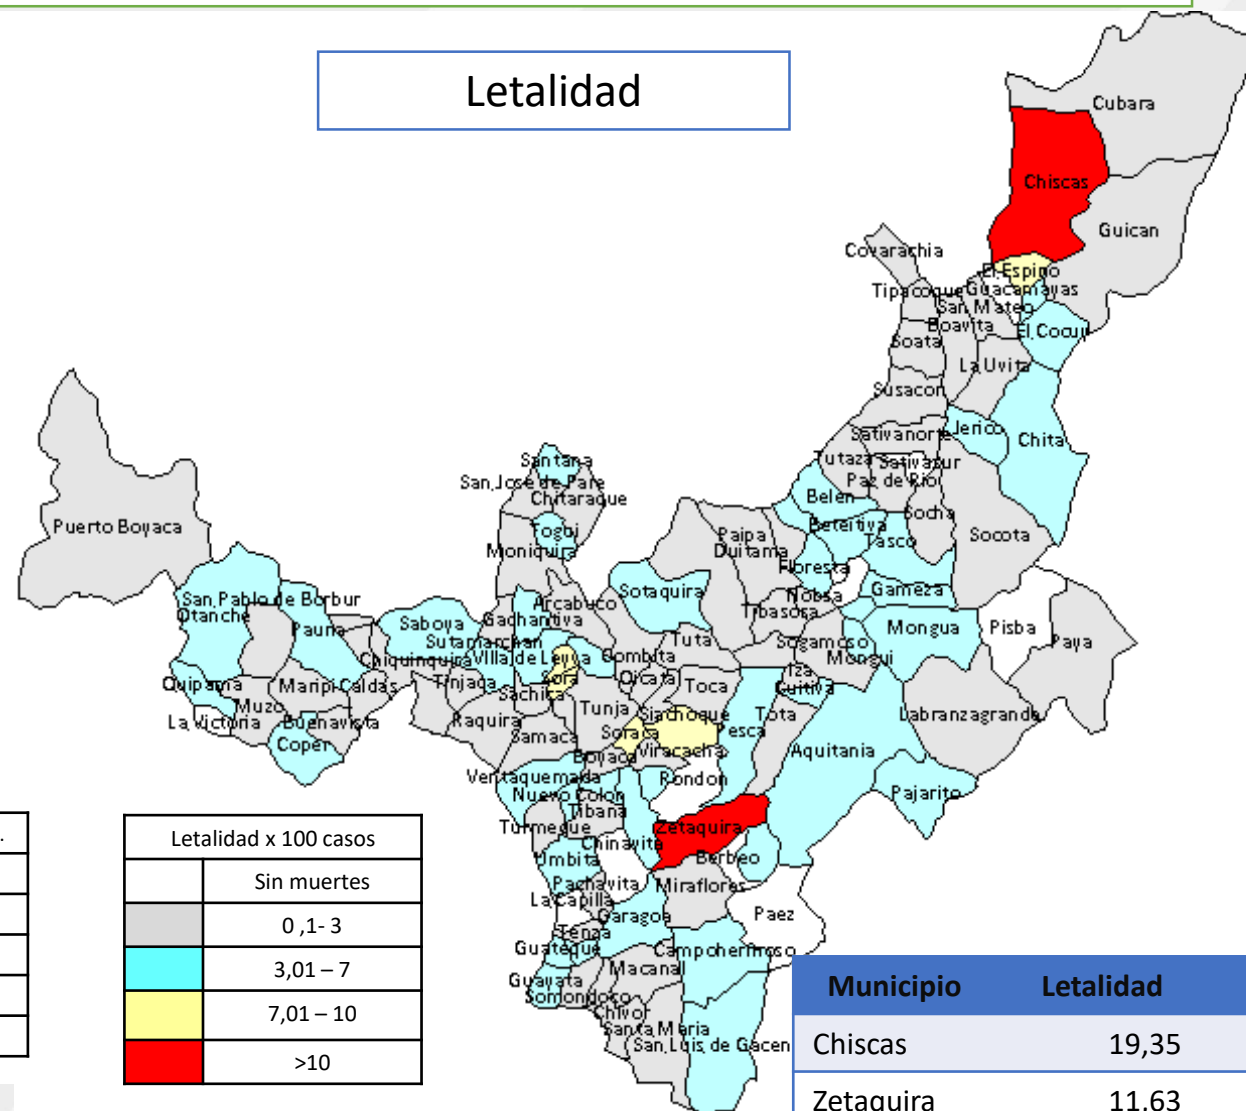 Letalidad
Cubara
Chiscas
Guican
Covarachia
El Espino
Tipacoque
Guacamayas
San Mateo
Boavita
El Cocuy
Soata
La Uvita
Susacon
Sativanorte
Jerico
Chita
Tutaza
Sativasur
Paz de Rio
Santana
San Jose de Pare
Chitaraque
Belen
Socha
Puerto Boyaca
Togui
Moniquira
Paipa
Duitama
Beteitiva
Tasco
Socota
Floresta
Nobsa
Gameza
San Pablo de Borbur
Otanche
Pauna
Saboya
Gachantiva
Arcabuco
Sotaquira
Tibasosa
Mongua
Pisba
Paya
Sutamarchan
Villa de Leyva
Combita
Tuta
Sogamoso
Mongui
Chiquinquira
Tinjaca
Sora
Oicata
Toca
Iza
Cuitiva
Quipama
Maripi
Caldas
Sachica
Muzo
Tunja
Siachoque
Tota
Labranzagrande
La Victoria
Buenavista
Raquira
Samaca
Soraca
Pesca
Aquitania
Coper
Boyaca
Viracacha
Ventaquemada
Rondon
Nuevo Colon
Pajarito
Tibana
Turmeque
Zetaquira
Chinavita
Umbita
Berbeo
Pachavita
Miraflores
La Capilla
Garagoa
Paez
Tenza
Guateque
Campohermoso
Macanal
Guayata
Somondoco
Chivor
Santa Maria
San Luis de Gacen
.
Letalidad x 100 casos
Sin muertes
0 ,1- 3
3,01 – 7
7,01 – 10
>10
Municipio Letalidad
Chiscas 19,35
Zetaquira 11,63